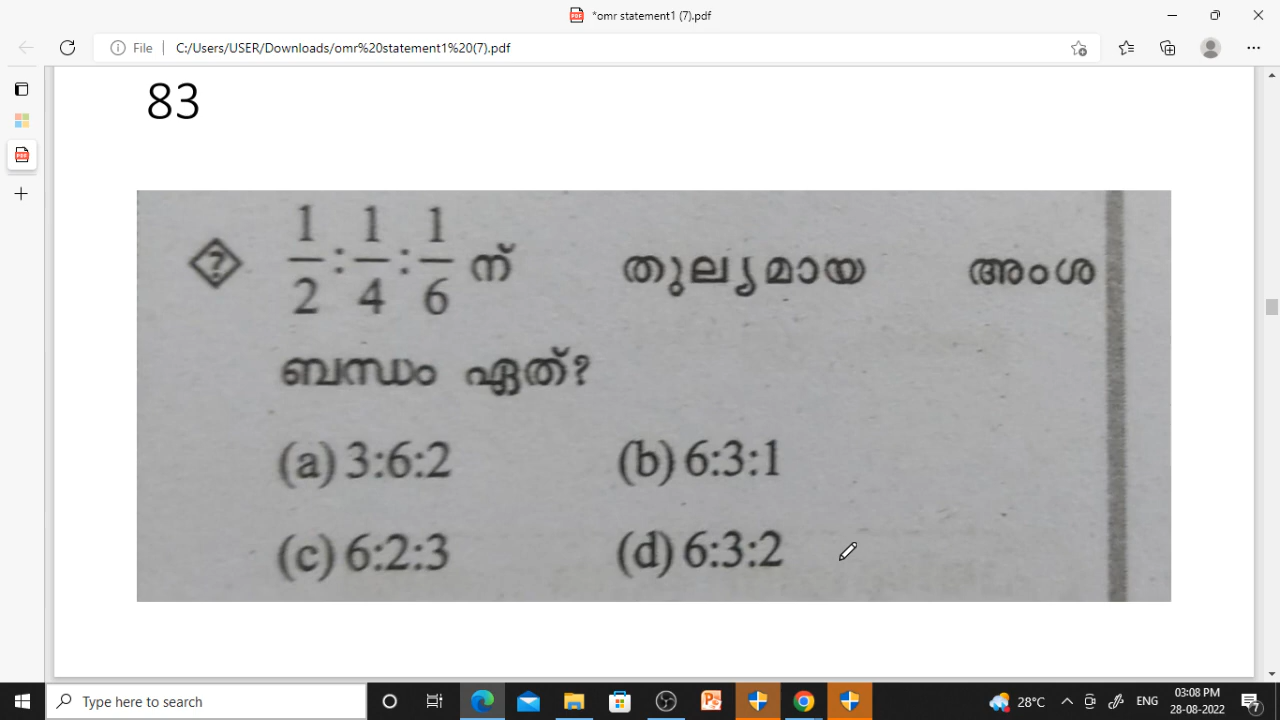 *omr statement1 (7).pdf
File
C:/Users/USER/Downloads/omr%20statement1%20(7).pdf
83
1/2 : 1/4 : 1/6 ന് തുല്യമായ അംശ
ബന്ധം ഏത്?
(a) 3:6:2 (b) 6:3:1
(c) 6:2:3 (d) 6:3:2
Type here to search
28°C
ENG
03:08 PM
28-08-2022
7